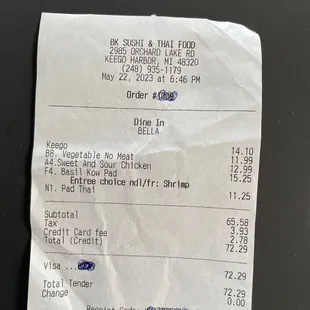 BK SUSHI & THAI FOOD
2985 ORCHARD LAKE RD
KEEGO HARBOR, MI 48320
(248) 935-1179
May 22, 2023 at 6:46 PM
Order #
Dine In
BELLA
Keego 14.10
B8. Vegetable No Meat 11.99
A4.Sweet And Sour Chicken 12.99
F4. Basil Kow Pad 15.25
Entree choice ndl/fr: Shrimp
N1. Pad Thai 11.25
Subtotal 65.58
Tax 3.93
Credit Card fee 2.78
Total (Credit) 72.29
Visa ... 72.29
Total Tender 72.29
Change 0.00
Receipt Code: